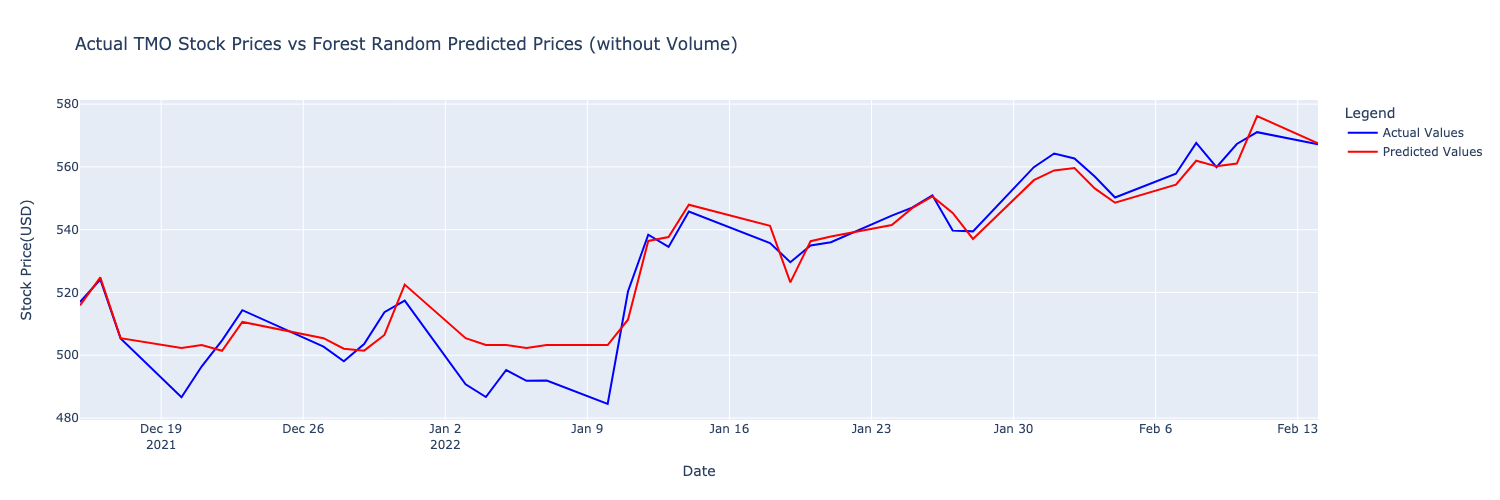 Actual TMO Stock Prices vs Forest Random Predicted Prices (without Volume)
Legend
Actual Values
Predicted Values
Stock Price(USD)
580
560
540
520
500
480
Dec 19
2021
Dec 26
Jan 2
2022
Jan 9
Jan 16
Jan 23
Jan 30
Feb 6
Feb 13
Date